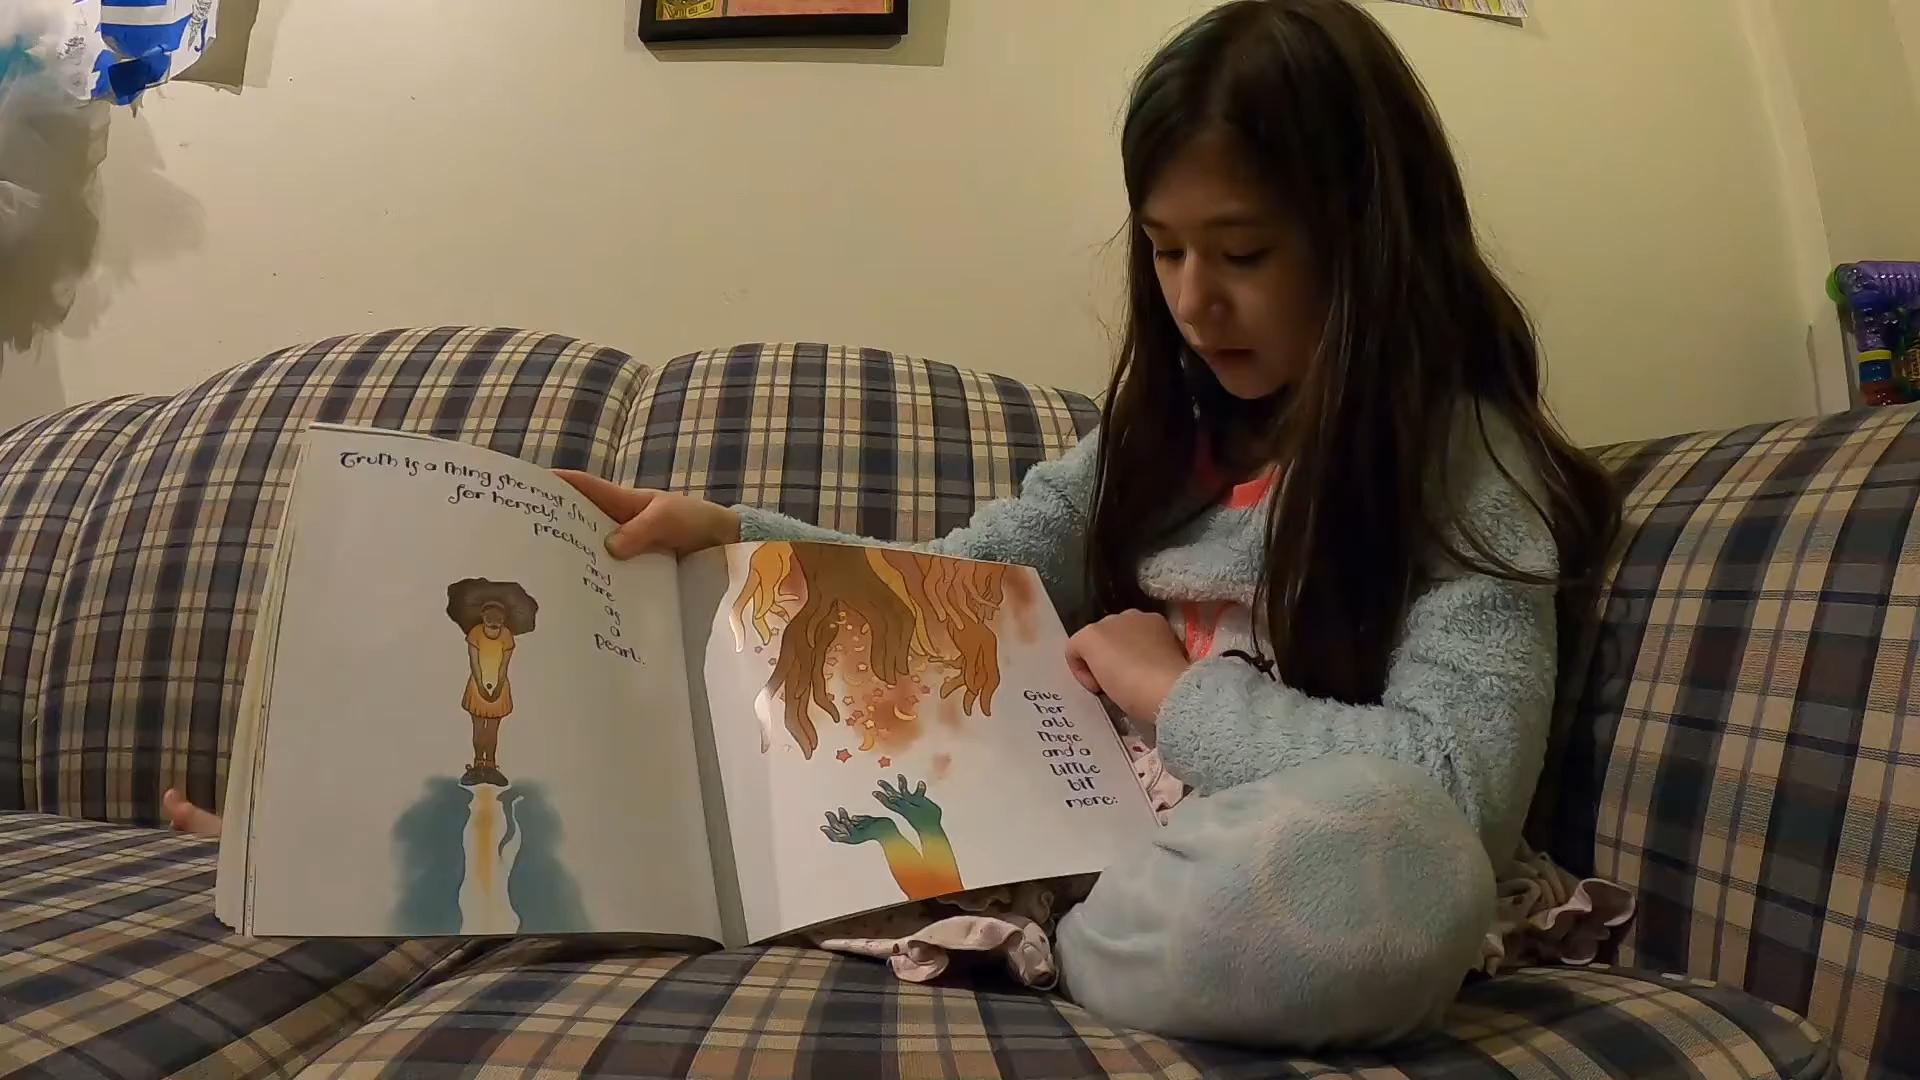 Truth is a thing she must find
for herself,
precious
and
rare
as
a
pearl.
Give
her
all
these
and a
little
bit
more: